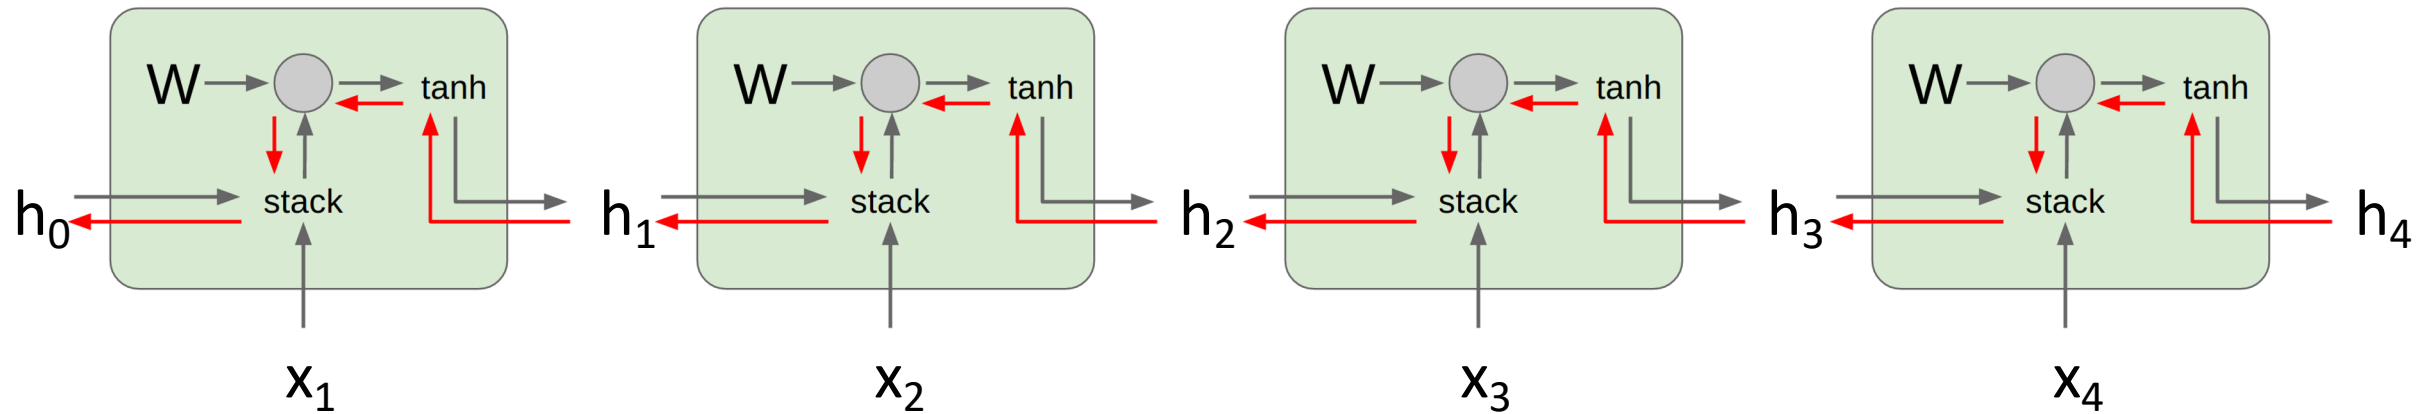 W tanh W tanh W tanh W tanh
h₀ stack h₁ stack h₂ stack h₃ stack h₄
x₁ x₂ x₃ x₄